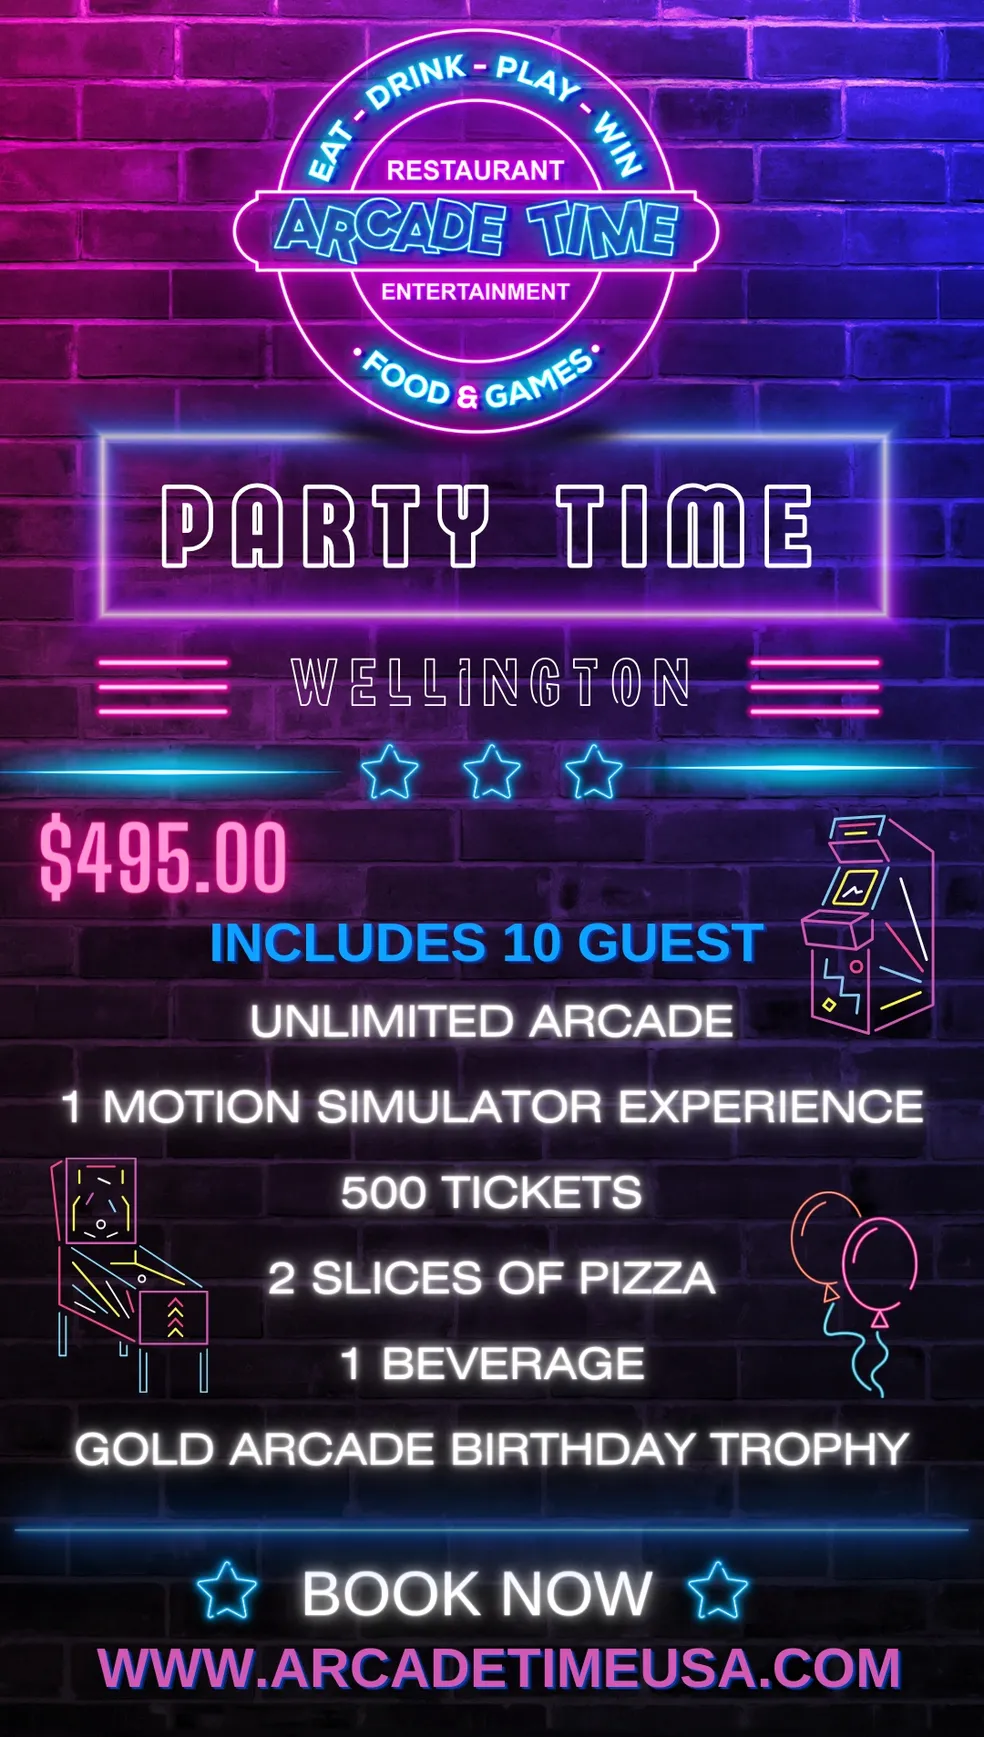 EAT - DRINK - PLAY - WIN
RESTAURANT
ARCADE TIME
ENTERTAINMENT
• FOOD & GAMES •
PARTY TIME
WELLINGTON
$495.00
INCLUDES 10 GUEST
UNLIMITED ARCADE
1 MOTION SIMULATOR EXPERIENCE
500 TICKETS
2 SLICES OF PIZZA
1 BEVERAGE
GOLD ARCADE BIRTHDAY TROPHY
BOOK NOW
WWW.ARCADETIMEUSA.COM